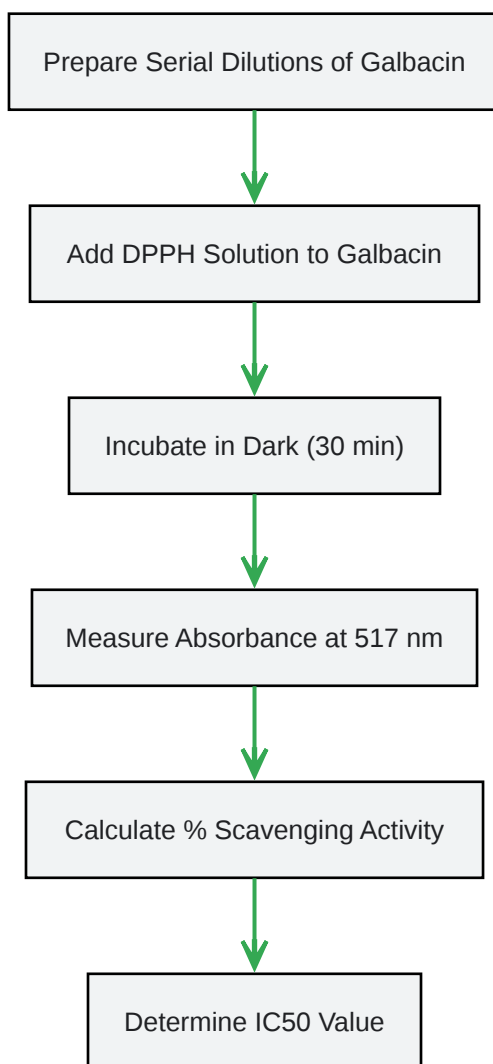 Prepare Serial Dilutions of Galbacin
Add DPPH Solution to Galbacin
Incubate in Dark (30 min)
Measure Absorbance at 517 nm
Calculate % Scavenging Activity
Determine IC50 Value